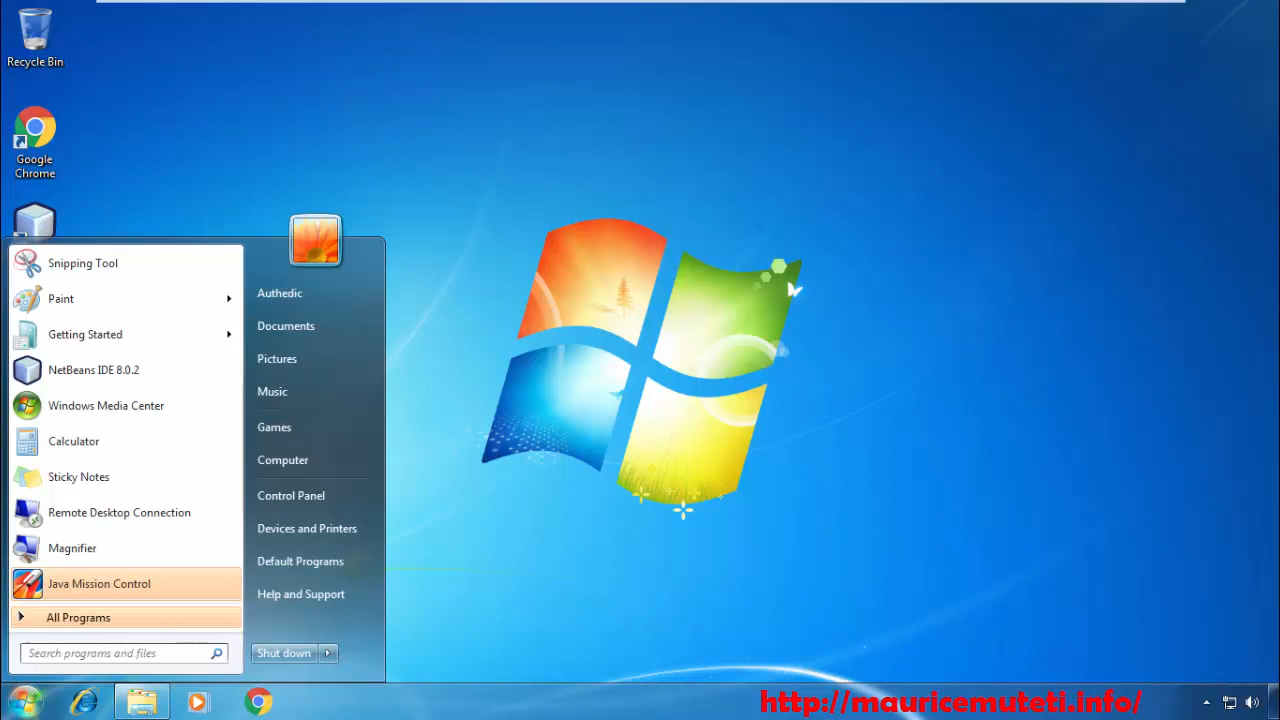 Recycle Bin
Google
Chrome
Snipping Tool
Paint
Getting Started
NetBeans IDE 8.0.2
Windows Media Center
Calculator
Sticky Notes
Remote Desktop Connection
Magnifier
Java Mission Control
All Programs
Search programs and files
Authedic
Documents
Pictures
Music
Games
Computer
Control Panel
Devices and Printers
Default Programs
Help and Support
Shut down
http://mauricemuteti.info/